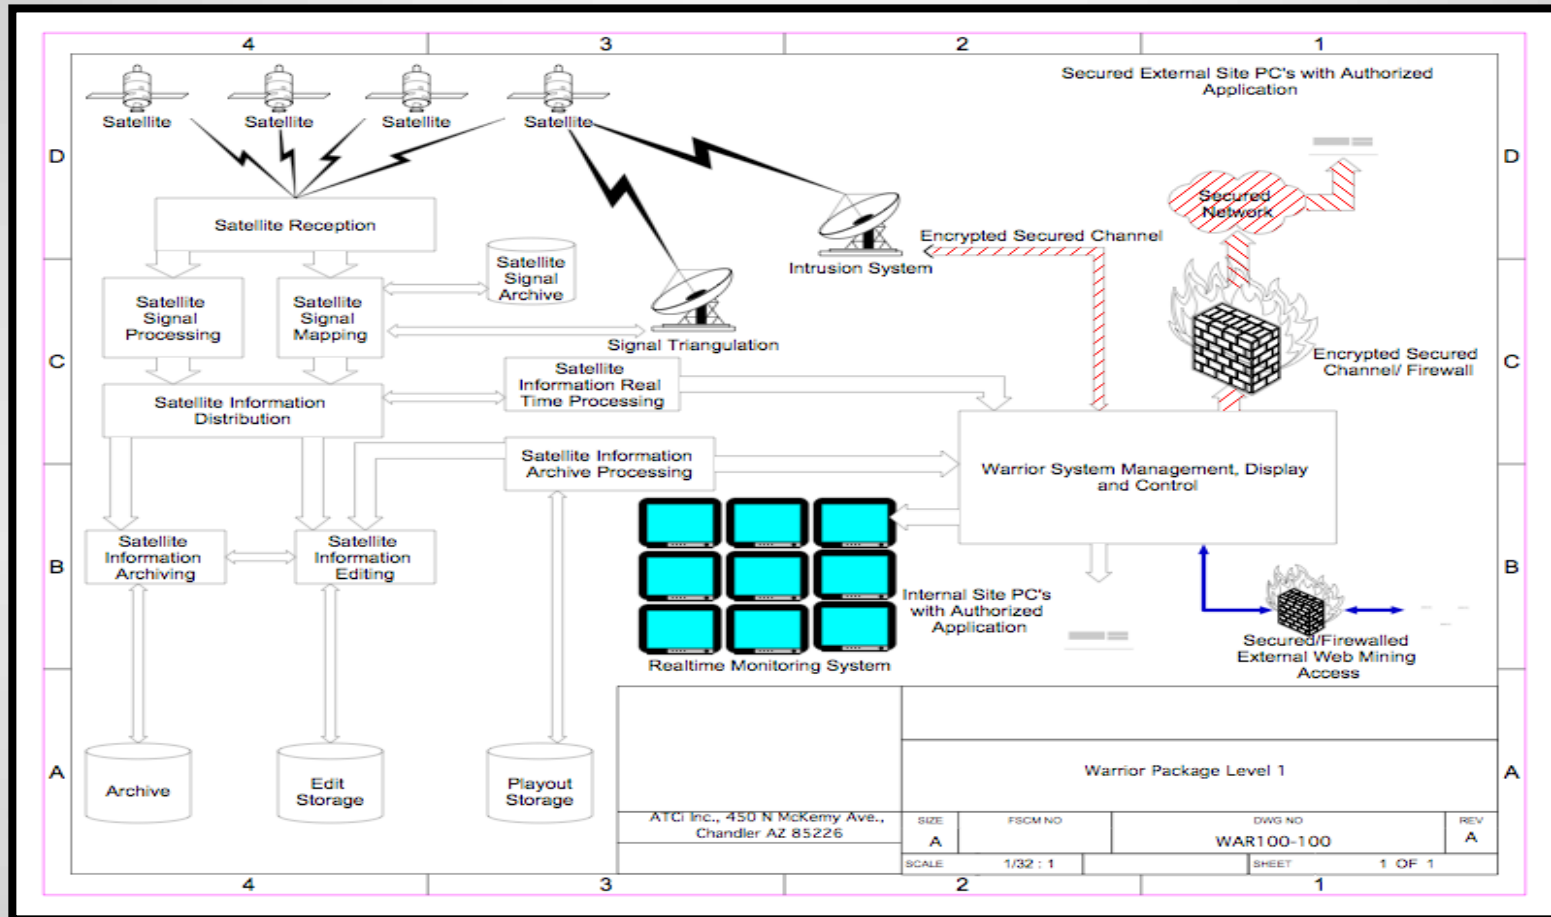 4 3 2 1
Secured External Site PC's with Authorized
Application
Satellite Satellite Satellite Satellite
D D
Secured
Network
Satellite Reception
Encrypted Secured Channel
Intrusion System
Satellite
Signal
Archive
Satellite
Signal
Processing
Satellite
Signal
Mapping
Signal Triangulation
Encrypted Secured
Channel/ Firewall
C C
Satellite
Information Real
Time Processing
Satellite Information
Distribution
Satellite Information
Archive Processing
Warrior System Management, Display
and Control
Satellite
Information
Archiving
Satellite
Information
Editing
B B
Internal Site PC's
with Authorized
Application
Secured/Firewalled
External Web Mining
Access
Realtime Monitoring System
A A
Archive
Edit
Storage
Playout
Storage
Warrior Package Level 1
ATCi Inc., 450 N McKemy Ave.,
Chandler AZ 85226
SIZE FSCM NO DWG NO REV
A WAR100-100 A
SCALE 1/32 : 1 SHEET 1 OF 1
4 3 2 1